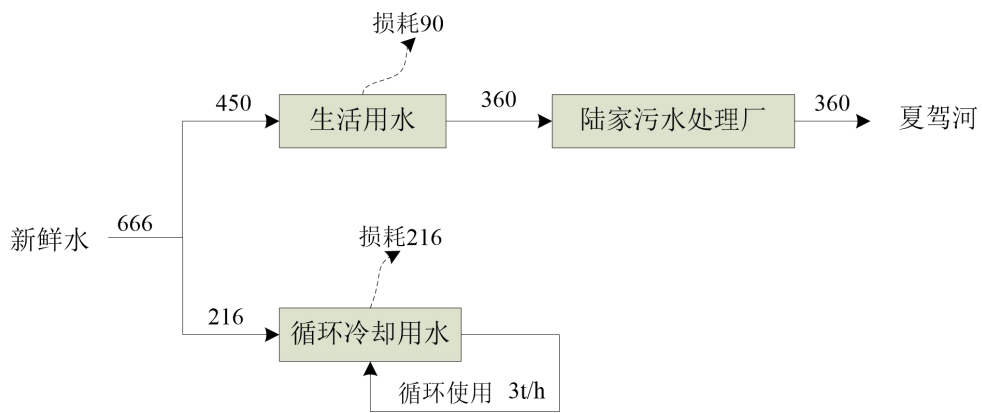 损耗90
450
生活用水
360
陆家污水处理厂
360
夏驾河
新鲜水
666
损耗216
216
循环冷却用水
循环使用 3t/h